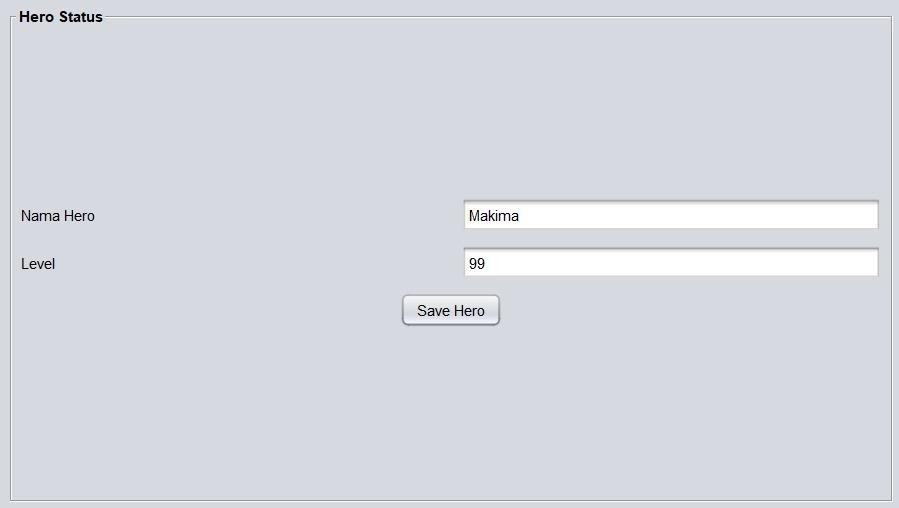 Hero Status
Nama Hero
Makima
Level
99
Save Hero